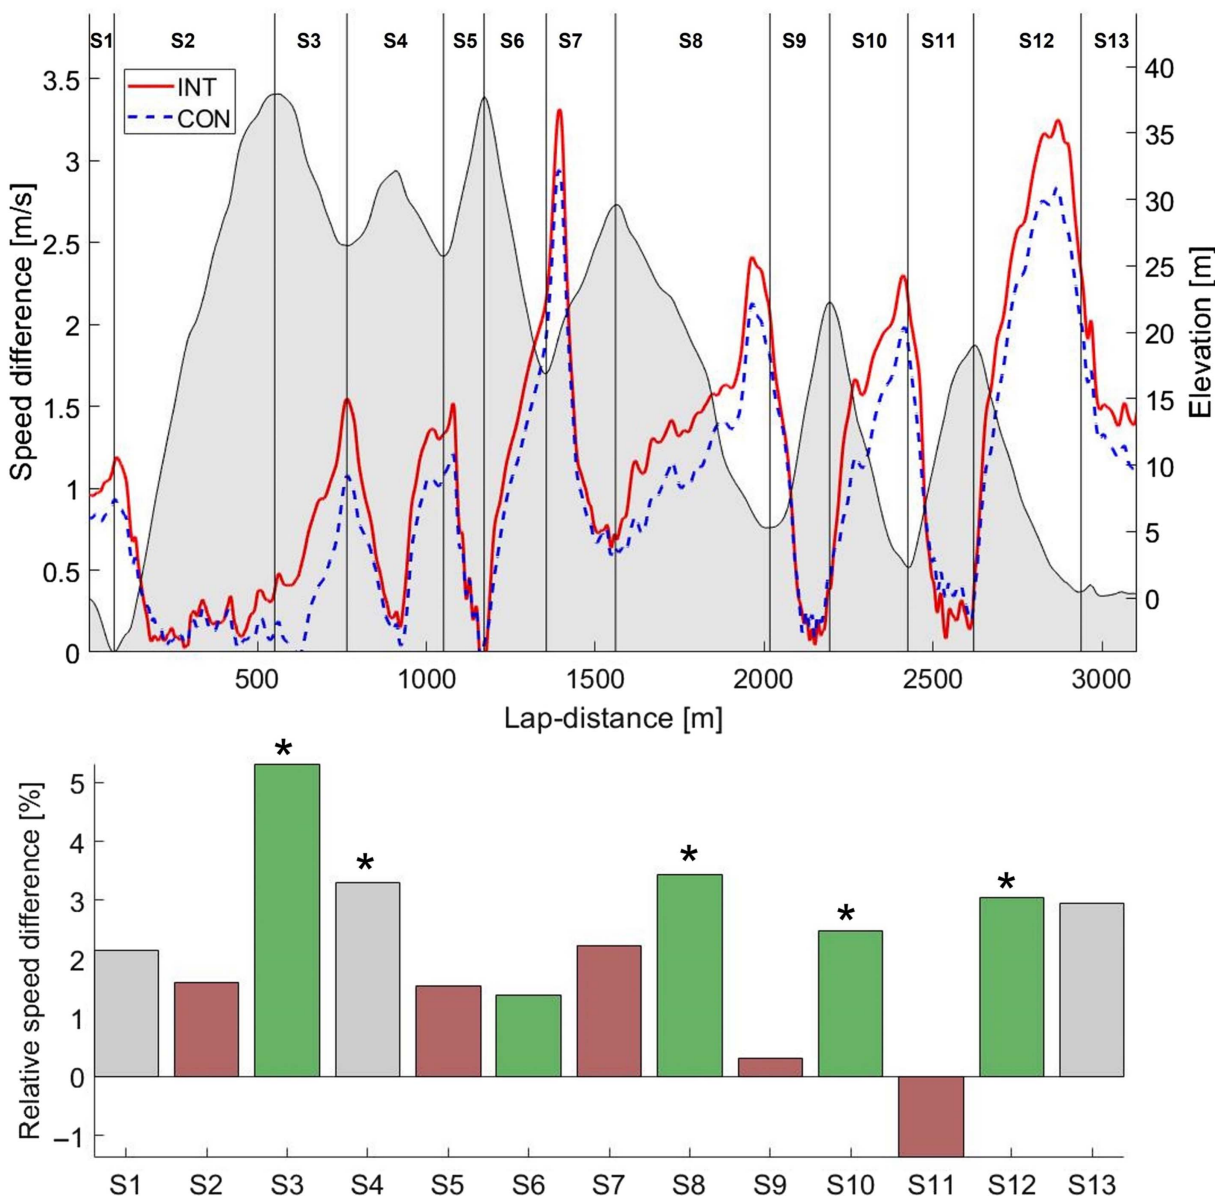 S1 S2 S3 S4 S5 S6 S7 S8 S9 S10 S11 S12 S13
INT
CON
3.5
3
2.5
2
1.5
1
0.5
0
Speed difference [m/s]
40
35
30
25
20
15
10
5
0
Elevation [m]
500 1000 1500 2000 2500 3000
Lap-distance [m]
* * * * *
5
4
3
2
1
0
−1
Relative speed difference [%]
S1 S2 S3 S4 S5 S6 S7 S8 S9 S10 S11 S12 S13